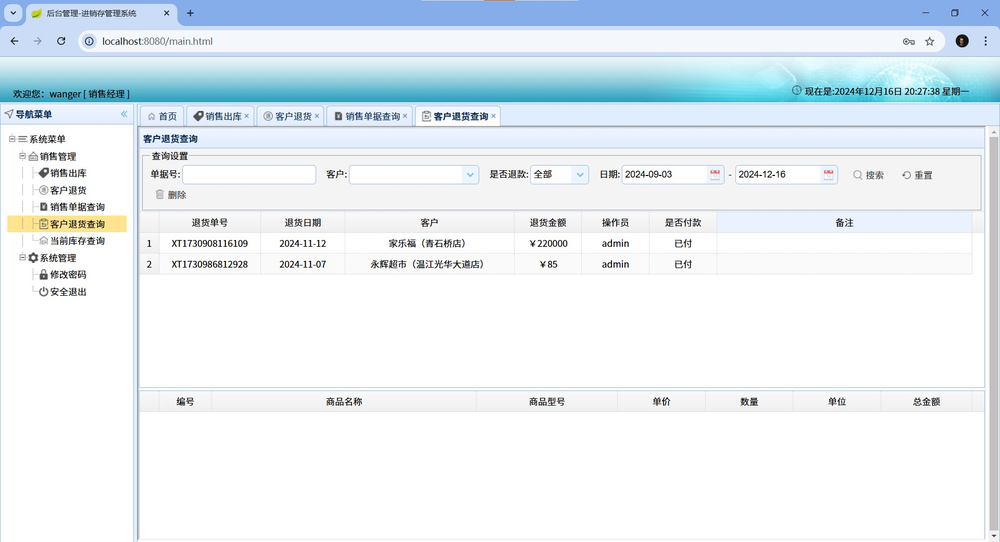 后台管理-进销存管理系统
localhost:8080/main.html
欢迎您：wanger [ 销售经理 ]
现在是:2024年12月16日 20:27:38 星期一
导航菜单
首页 销售出库 客户退货 销售单据查询 客户退货查询
系统菜单
销售管理
销售出库
客户退货
销售单据查询
客户退货查询
当前库存查询
系统管理
修改密码
安全退出
客户退货查询
查询设置
单据号: 客户: 是否退款: 全部 日期: 2024-09-03 - 2024-12-16 搜索 重置
删除
退货单号 退货日期 客户 退货金额 操作员 是否付款 备注
1 XT1730908116109 2024-11-12 家乐福（青石桥店） ￥220000 admin 已付
2 XT1730986812928 2024-11-07 永辉超市（温江光华大道店） ￥85 admin 已付
编号 商品名称 商品型号 单价 数量 单位 总金额